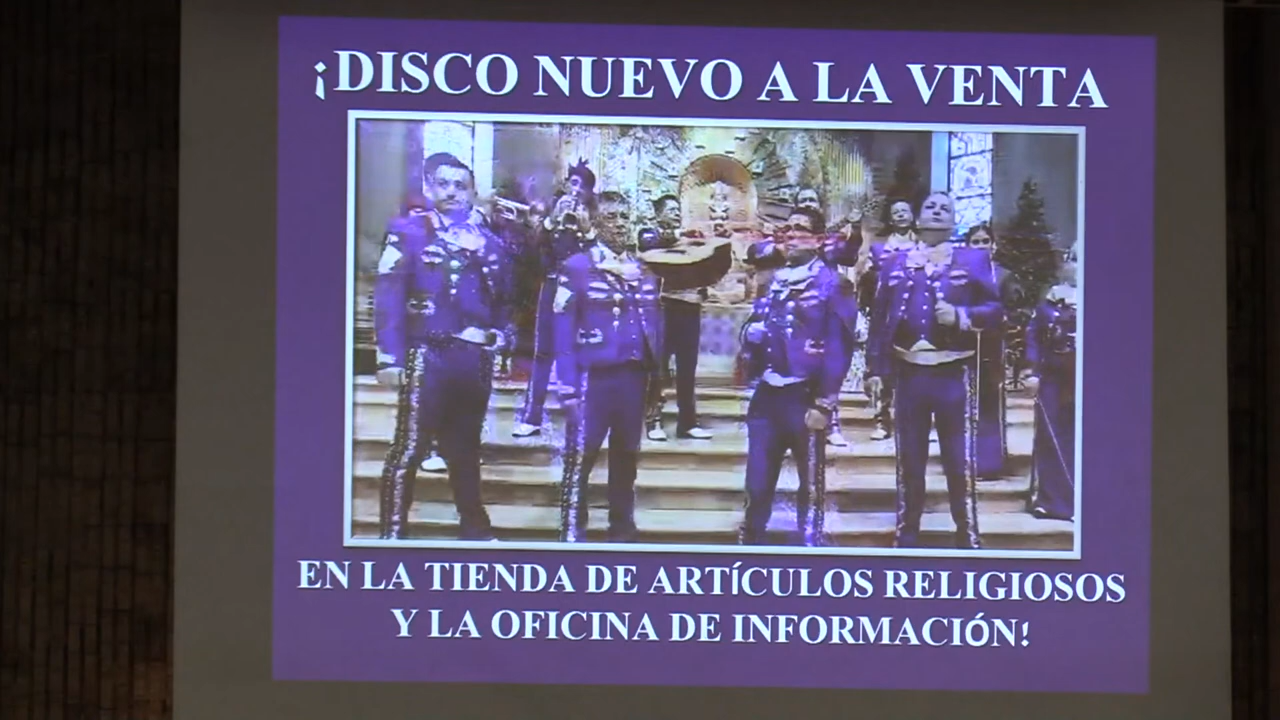 ¡DISCO NUEVO A LA VENTA
EN LA TIENDA DE ARTÍCULOS RELIGIOSOS
Y LA OFICINA DE INFORMACIÓN!